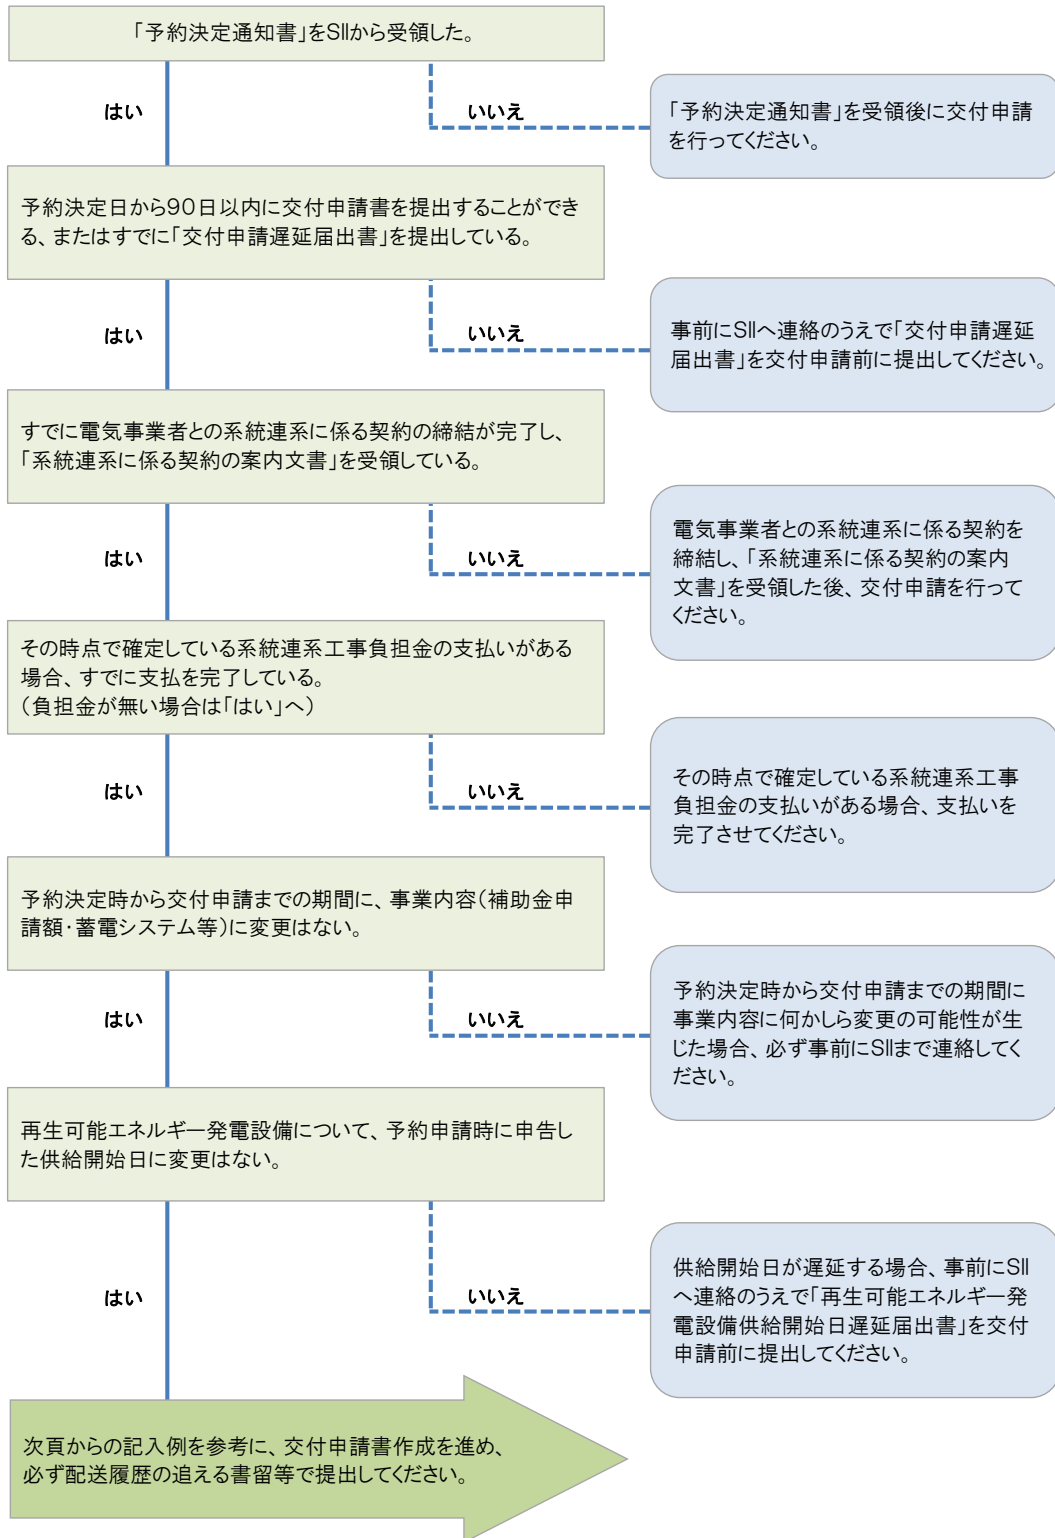 「予約決定通知書」をSIIから受領した。
はい
いいえ
「予約決定通知書」を受領後に交付申請
を行ってください。
予約決定日から90日以内に交付申請書を提出することができ
る、またはすでに「交付申請遅延届出書」を提出している。
はい
いいえ
事前にSIIへ連絡のうえで「交付申請遅延
届出書」を交付申請前に提出してください。
すでに電気事業者との系統連系に係る契約の締結が完了し、
「系統連系に係る契約の案内文書」を受領している。
はい
いいえ
電気事業者との系統連系に係る契約を
締結し、「系統連系に係る契約の案内
文書」を受領した後、交付申請を行って
ください。
その時点で確定している系統連系工事負担金の支払いがある
場合、すでに支払を完了している。
(負担金が無い場合は「はい」へ)
はい
いいえ
その時点で確定している系統連系工事
負担金の支払いがある場合、支払いを
完了させてください。
予約決定時から交付申請までの期間に、事業内容(補助金申
請額・蓄電システム等)に変更はない。
はい
いいえ
予約決定時から交付申請までの期間に
事業内容に何かしら変更の可能性が生
じた場合、必ず事前にSIIまで連絡してく
ださい。
再生可能エネルギー発電設備について、予約申請時に申告し
た供給開始日に変更はない。
はい
いいえ
供給開始日が遅延する場合、事前にSII
へ連絡のうえで「再生可能エネルギー発
電設備供給開始日遅延届出書」を交付
申請前に提出してください。
次頁からの記入例を参考に、交付申請書作成を進め、
必ず配送履歴の追える書留等で提出してください。